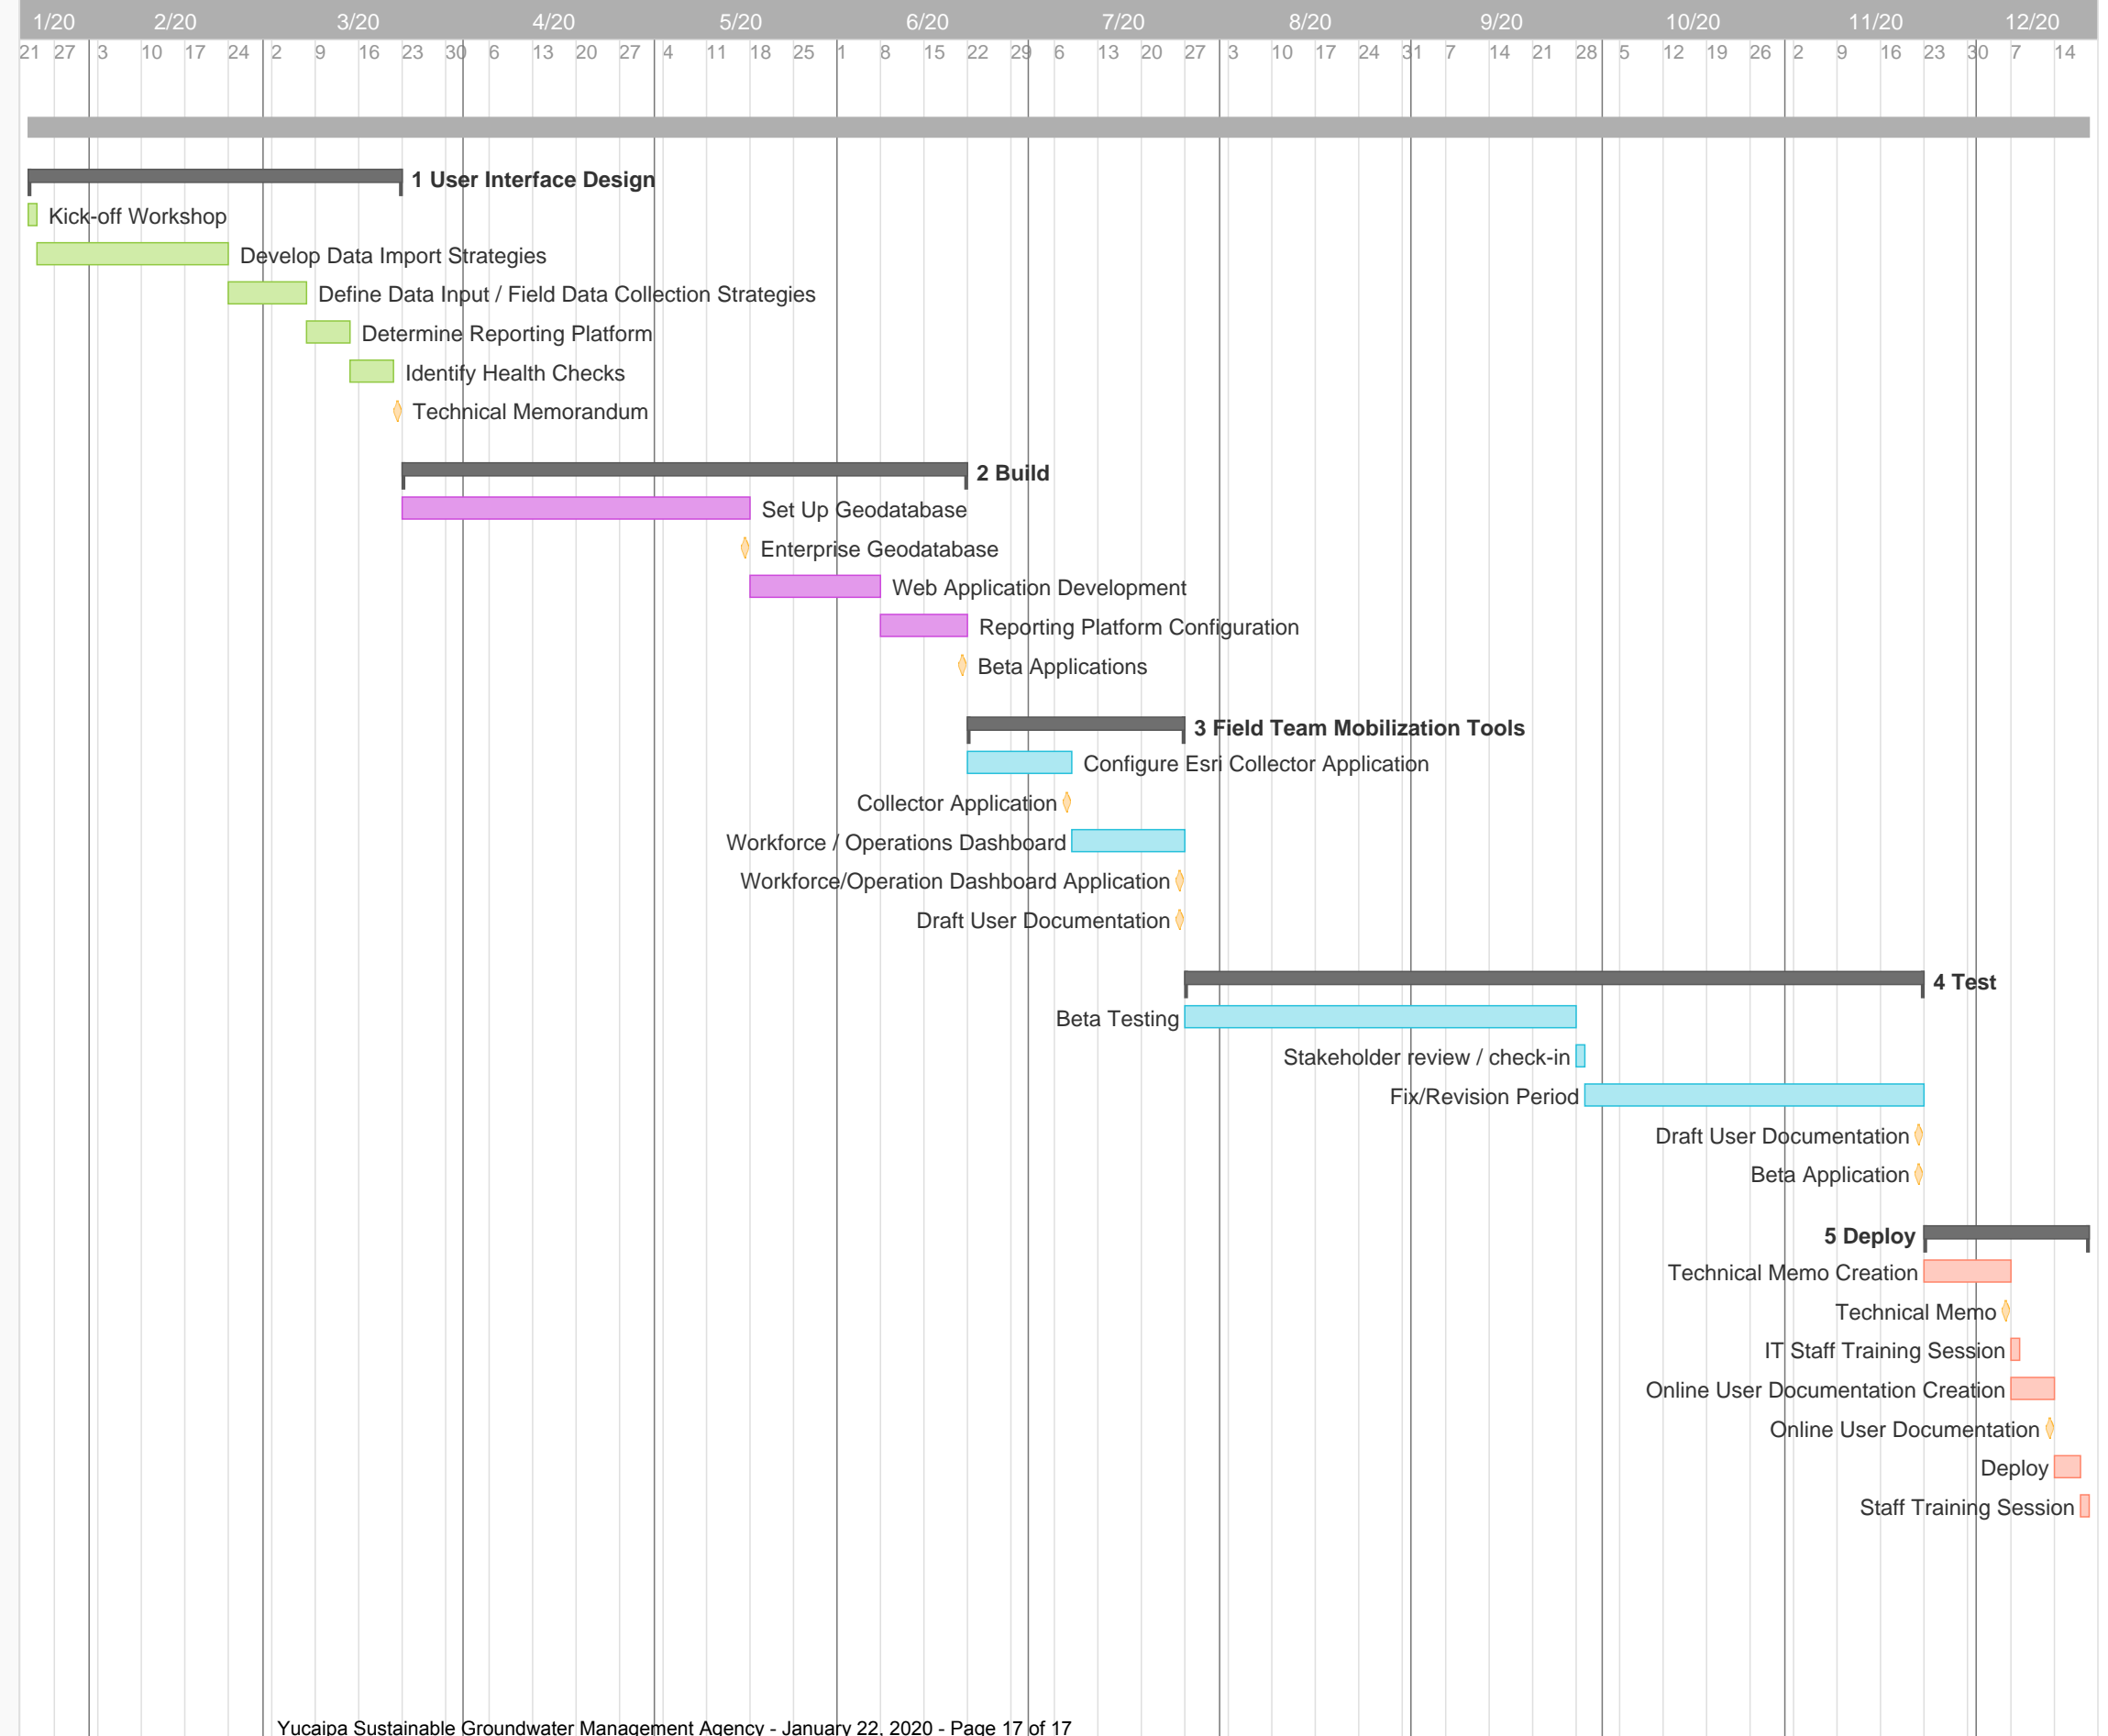 1/20 2/20 3/20 4/20 5/20 6/20 7/20 8/20 9/20 10/20 11/20 12/20
21 27 3 10 17 24 2 9 16 23 30 6 13 20 27 4 11 18 25 1 8 15 22 29 6 13 20 27 3 10 17 24 31 7 14 21 28 5 12 19 26 2 9 16 23 30 7 14
1 User Interface Design
Kick-off Workshop
Develop Data Import Strategies
Define Data Input / Field Data Collection Strategies
Determine Reporting Platform
Identify Health Checks
Technical Memorandum
2 Build
Set Up Geodatabase
Enterprise Geodatabase
Web Application Development
Reporting Platform Configuration
Beta Applications
3 Field Team Mobilization Tools
Configure Esri Collector Application
Collector Application
Workforce / Operations Dashboard
Workforce/Operation Dashboard Application
Draft User Documentation
4 Test
Beta Testing
Stakeholder review / check-in
Fix/Revision Period
Draft User Documentation
Beta Application
5 Deploy
Technical Memo Creation
Technical Memo
IT Staff Training Session
Online User Documentation Creation
Online User Documentation
Deploy
Staff Training Session
Yucaipa Sustainable Groundwater Management Agency - January 22, 2020 - Page 17 of 17